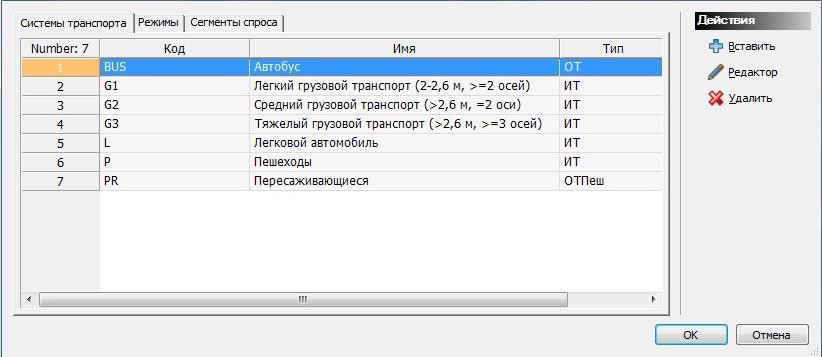 Системы транспорта Режимы Сегменты спроса
Действия
Number: 7 Код Имя Тип
Вставить
1 BUS Автобус ОТ
Редактор
2 G1 Легкий грузовой транспорт (2-2,6 м, >=2 осей) ИТ
Удалить
3 G2 Средний грузовой транспорт (>2,6 м, =2 оси) ИТ
4 G3 Тяжелый грузовой транспорт (>2,6 м, >=3 осей) ИТ
5 L Легковой автомобиль ИТ
6 P Пешеходы ИТ
7 PR Пересаживающиеся ОТПеш
OK Отмена